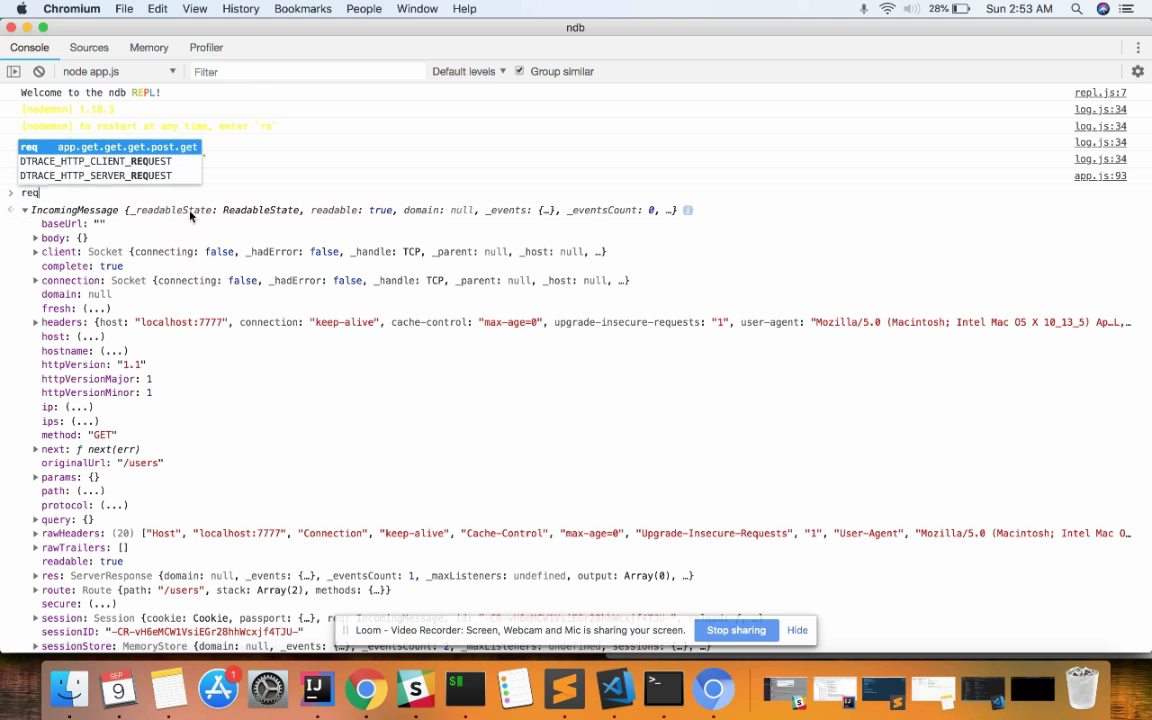 Chromium File Edit View History Bookmarks People Window Help 28% Sun 2:53 AM
ndb
Console Sources Memory Profiler
node app.js Filter Default levels Group similar
Welcome to the ndb REPL! repl.js:7
[nodemon] 1.18.3 log.js:34
[nodemon] to restart at any time, enter `rs` log.js:34
log.js:34
req app.get.get.get.post.get
log.js:34
DTRACE_HTTP_CLIENT_REQUEST
DTRACE_HTTP_SERVER_REQUEST app.js:93
> req
IncomingMessage {_readableState: ReadableState, readable: true, domain: null, _events: {…}, _eventsCount: 0, …}
baseUrl: ""
body: {}
client: Socket {connecting: false, _hadError: false, _handle: TCP, _parent: null, _host: null, …}
complete: true
connection: Socket {connecting: false, _hadError: false, _handle: TCP, _parent: null, _host: null, …}
domain: null
fresh: (...)
headers: {host: "localhost:7777", connection: "keep-alive", cache-control: "max-age=0", upgrade-insecure-requests: "1", user-agent: "Mozilla/5.0 (Macintosh; Intel Mac OS X 10_13_5) Ap…L,…
host: (...)
hostname: (...)
httpVersion: "1.1"
httpVersionMajor: 1
httpVersionMinor: 1
ip: (...)
ips: (...)
method: "GET"
next: ƒ next(err)
originalUrl: "/users"
params: {}
path: (...)
protocol: (...)
query: {}
rawHeaders: (20) ["Host", "localhost:7777", "Connection", "keep-alive", "Cache-Control", "max-age=0", "Upgrade-Insecure-Requests", "1", "User-Agent", "Mozilla/5.0 (Macintosh; Intel Mac O…
rawTrailers: []
readable: true
res: ServerResponse {domain: null, _events: {…}, _eventsCount: 1, _maxListeners: undefined, output: Array(0), …}
route: Route {path: "/users", stack: Array(2), methods: {…}}
secure: (...)
session: Session {cookie: Cookie, passport: {…}, req: IncomingMessage,
Loom - Video Recorder: Screen, Webcam and Mic is sharing your screen. Stop sharing Hide
sessionID: "-CR-vH6eMCW1VsiEGr28hhWcxjf4TJU-"
sessionStore: MemoryStore {domain: null, _events: {…}, _eventsCount: 2, _maxListeners: undefined, sessions: {…}, …}
SEP 9
1
IJ